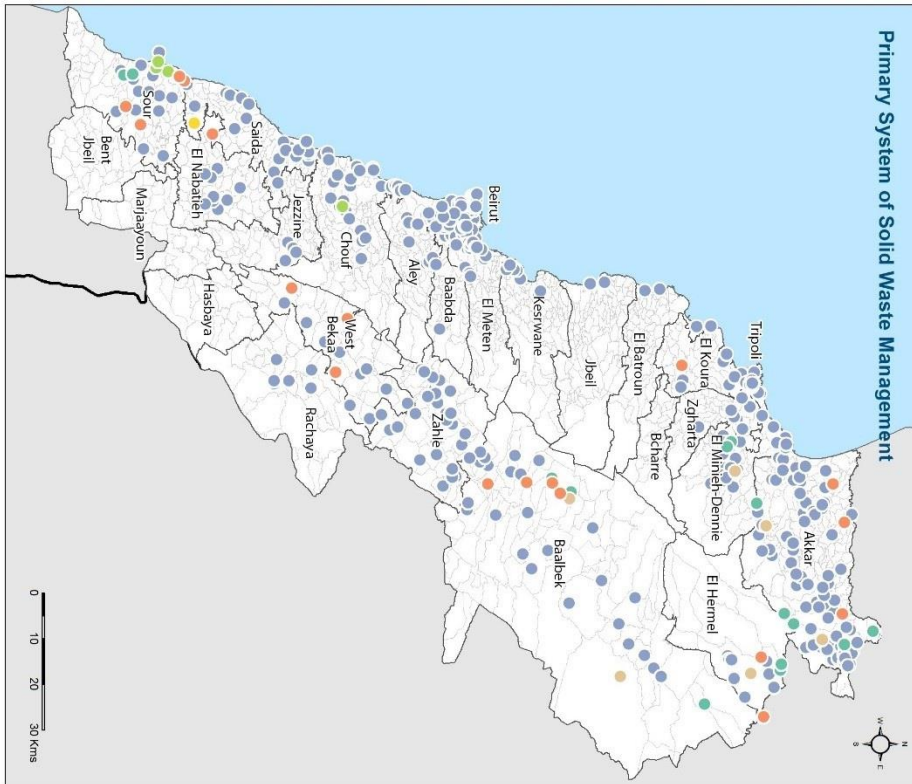 Primary System of Solid Waste Management
N
W
E
S
Tripoli
Akkar
El Koura
El Minieh-Dennie
Zgharta
El Batroun
Bcharre
El Hermel
Jbeil
Kesrwane
Beirut
El Meten
Baabda
Aley
Baalbek
Chouf
Zahle
Saida
Jezzine
West
Bekaa
Rachaya
El Nabatieh
Hasbaya
Sour
Marjaayoun
Bent
Jbeil
0
10
20
30 Kms